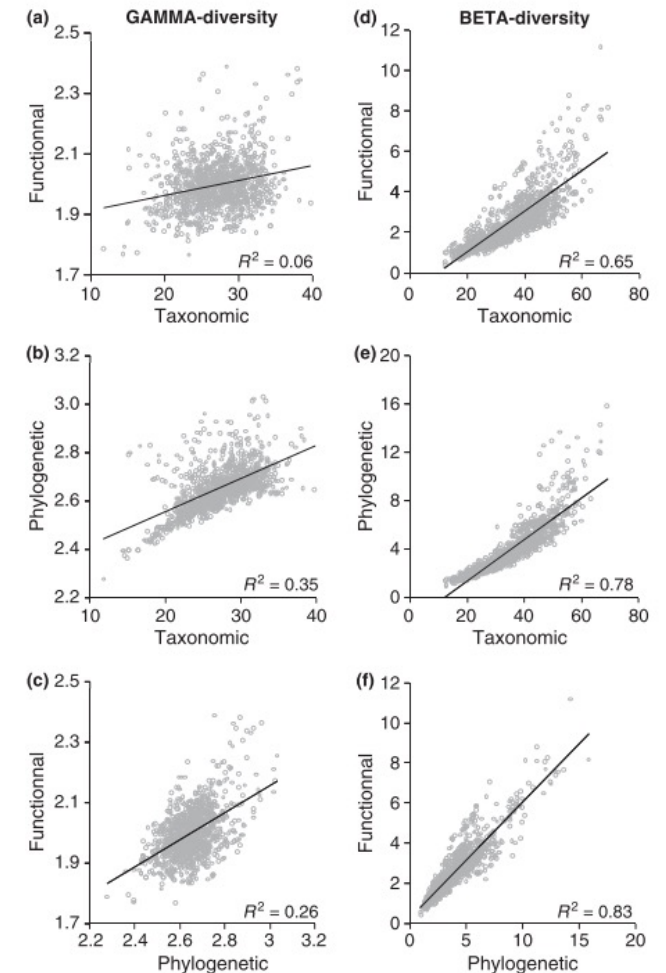 GAMMA-diversity
BETA-diversity
(a)
2.5
2.3
2.1
1.9
1.7
Functionnal
R² = 0.06
10 20 30 40
Taxonomic
(d)
12
10
8
6
4
2
0
Functionnal
R² = 0.65
0 20 40 60 80
Taxonomic
(b)
3.2
3.0
2.8
2.6
2.4
2.2
Phylogenetic
R² = 0.35
10 20 30 40
Taxonomic
(e)
20
16
12
8
4
0
Phylogenetic
R² = 0.78
0 20 40 60 80
Taxonomic
(c)
2.5
2.3
2.1
1.9
1.7
Functionnal
R² = 0.26
2.2 2.4 2.6 2.8 3 3.2
Phylogenetic
(f)
12
10
8
6
4
2
0
Functionnal
R² = 0.83
0 5 10 15 20
Phylogenetic